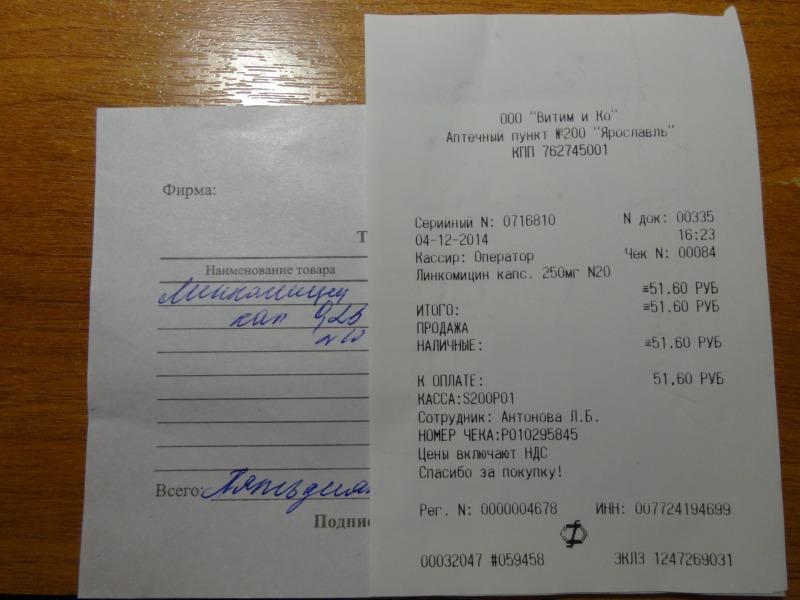 Фирма:
Т
Наименование товара
Линкомицин
кап 0,25
N20
Всего: Пятьдеся
Подпис
ООО "Витим и Ко"
Аптечный пункт №200 "Ярославль"
КПП 762745001
Серийный N: 0716810 N док: 00335
04-12-2014 16:23
Кассир: Оператор Чек N: 00084
Линкомицин капс. 250мг N20
≡51.60 РУБ
ИТОГО: ≡51.60 РУБ
ПРОДАЖА
НАЛИЧНЫЕ: ≡51.60 РУБ
К ОПЛАТЕ: 51,60 РУБ
КАССА:S200P01
Сотрудник: Антонова Л.Б.
НОМЕР ЧЕКА:P010295845
Цены включают НДС
Спасибо за покупку!
Рег. N: 0000004678 ИНН: 007724194699
00032047 #059458 ЭКЛЗ 1247269031